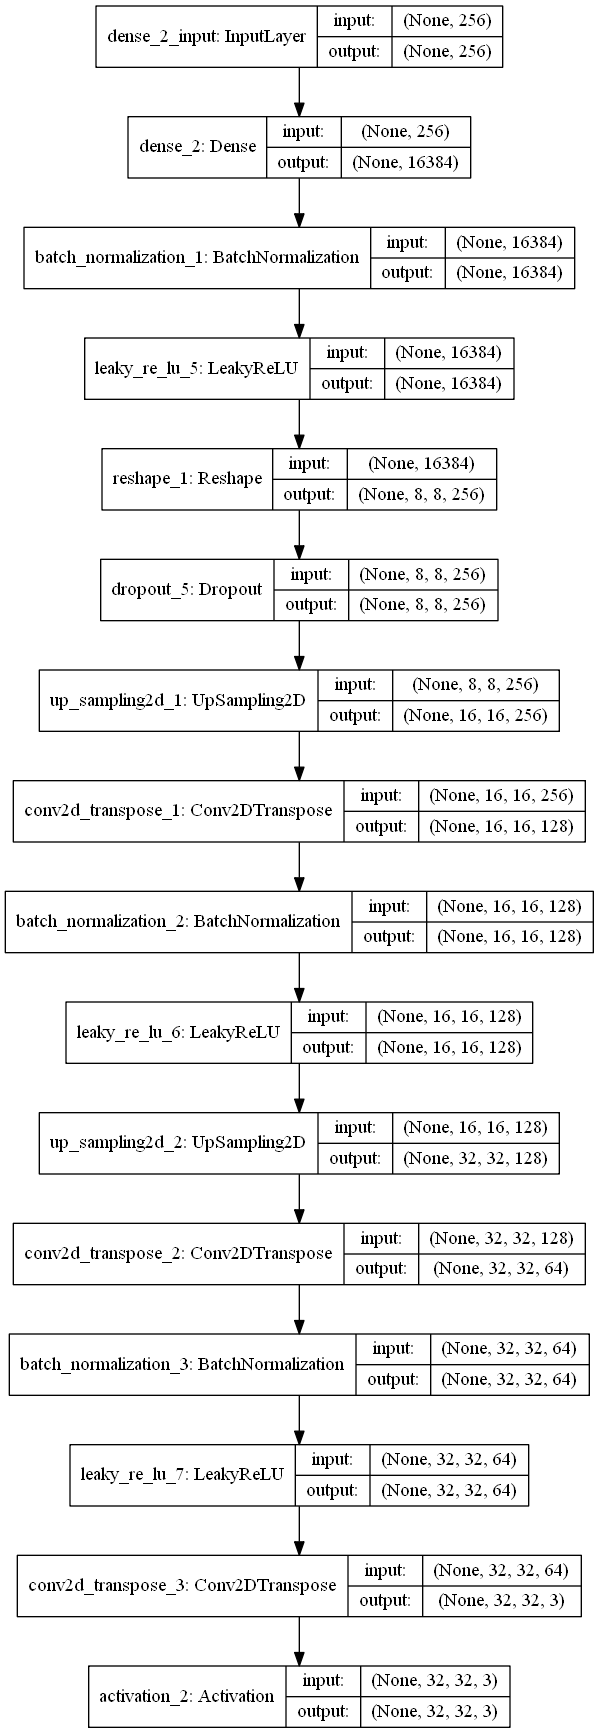 dense_2_input: InputLayer
input: (None, 256)
output: (None, 256)
dense_2: Dense
input: (None, 256)
output: (None, 16384)
batch_normalization_1: BatchNormalization
input: (None, 16384)
output: (None, 16384)
leaky_re_lu_5: LeakyReLU
input: (None, 16384)
output: (None, 16384)
reshape_1: Reshape
input: (None, 16384)
output: (None, 8, 8, 256)
dropout_5: Dropout
input: (None, 8, 8, 256)
output: (None, 8, 8, 256)
up_sampling2d_1: UpSampling2D
input: (None, 8, 8, 256)
output: (None, 16, 16, 256)
conv2d_transpose_1: Conv2DTranspose
input: (None, 16, 16, 256)
output: (None, 16, 16, 128)
batch_normalization_2: BatchNormalization
input: (None, 16, 16, 128)
output: (None, 16, 16, 128)
leaky_re_lu_6: LeakyReLU
input: (None, 16, 16, 128)
output: (None, 16, 16, 128)
up_sampling2d_2: UpSampling2D
input: (None, 16, 16, 128)
output: (None, 32, 32, 128)
conv2d_transpose_2: Conv2DTranspose
input: (None, 32, 32, 128)
output: (None, 32, 32, 64)
batch_normalization_3: BatchNormalization
input: (None, 32, 32, 64)
output: (None, 32, 32, 64)
leaky_re_lu_7: LeakyReLU
input: (None, 32, 32, 64)
output: (None, 32, 32, 64)
conv2d_transpose_3: Conv2DTranspose
input: (None, 32, 32, 64)
output: (None, 32, 32, 3)
activation_2: Activation
input: (None, 32, 32, 3)
output: (None, 32, 32, 3)